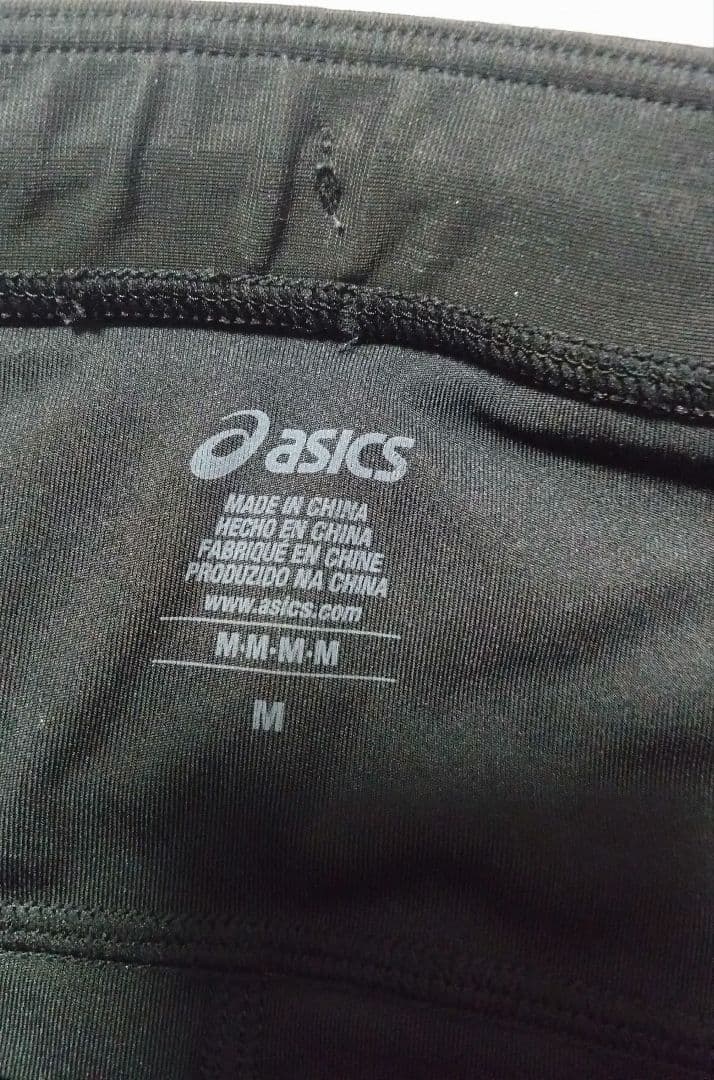 asics
MADE IN CHINA
HECHO EN CHINA
FABRIQUE EN CHINE
PRODUZIDO NA CHINA
www.asics.com
M·M·M·M
M